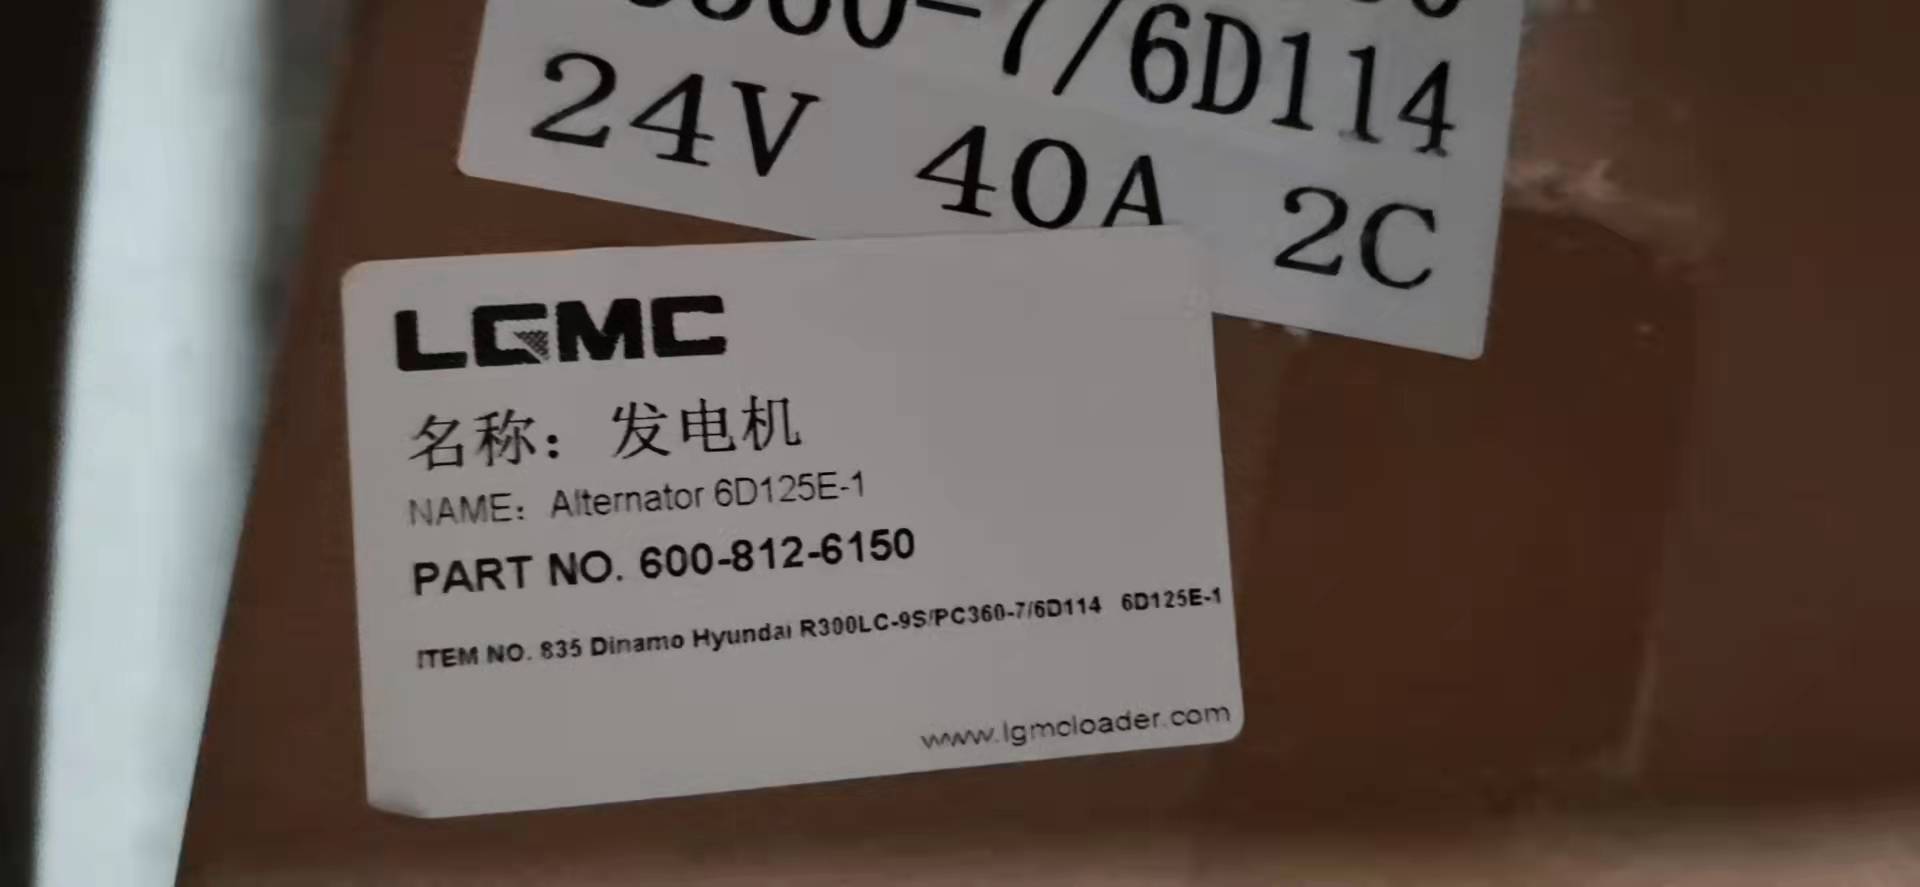 -7/6D114
24V 40A 2C
LGMC
名称：发电机
NAME：Alternator 6D125E-1
PART NO. 600-812-6150
ITEM NO. 835 Dinamo Hyundai R300LC-9S/PC360-7/6D114 6D125E-1
www.lgmcloader.com